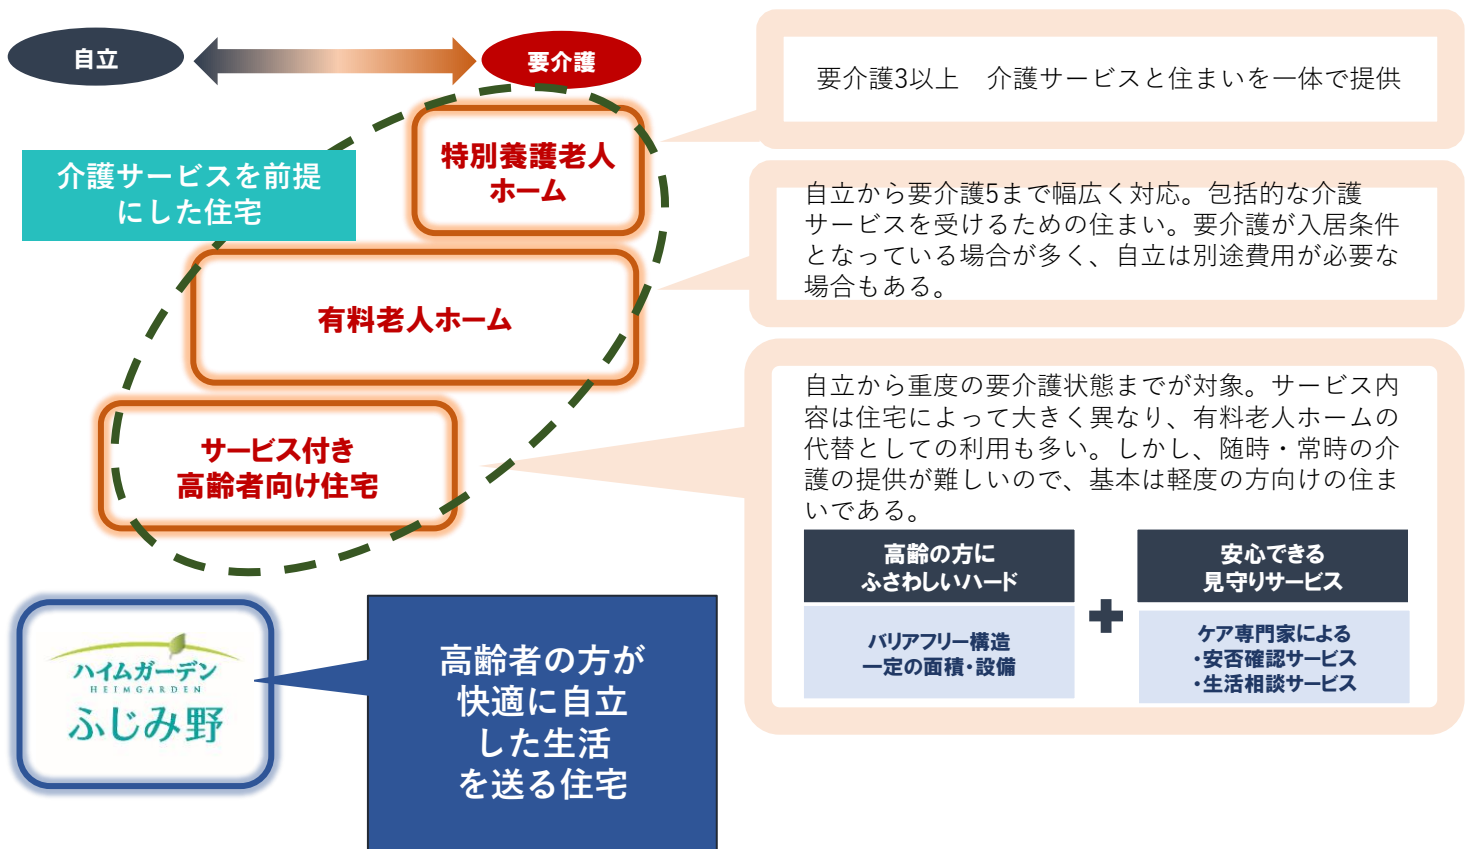 自立
要介護
介護サービスを前提
にした住宅
特別養護老人
ホーム
有料老人ホーム
サービス付き
高齢者向け住宅
ハイムガーデン
HEIMGARDEN
ふじみ野
高齢者の方が
快適に自立
した生活
を送る住宅
要介護3以上　介護サービスと住まいを一体で提供
自立から要介護5まで幅広く対応。包括的な介護
サービスを受けるための住まい。要介護が入居条件
となっている場合が多く、自立は別途費用が必要な
場合もある。
自立から重度の要介護状態までが対象。サービス内
容は住宅によって大きく異なり、有料老人ホームの
代替としての利用も多い。しかし、随時・常時の介
護の提供が難しいので、基本は軽度の方向けの住ま
いである。
高齢の方に
ふさわしいハード
バリアフリー構造
一定の面積・設備
安心できる
見守りサービス
ケア専門家による
・安否確認サービス
・生活相談サービス